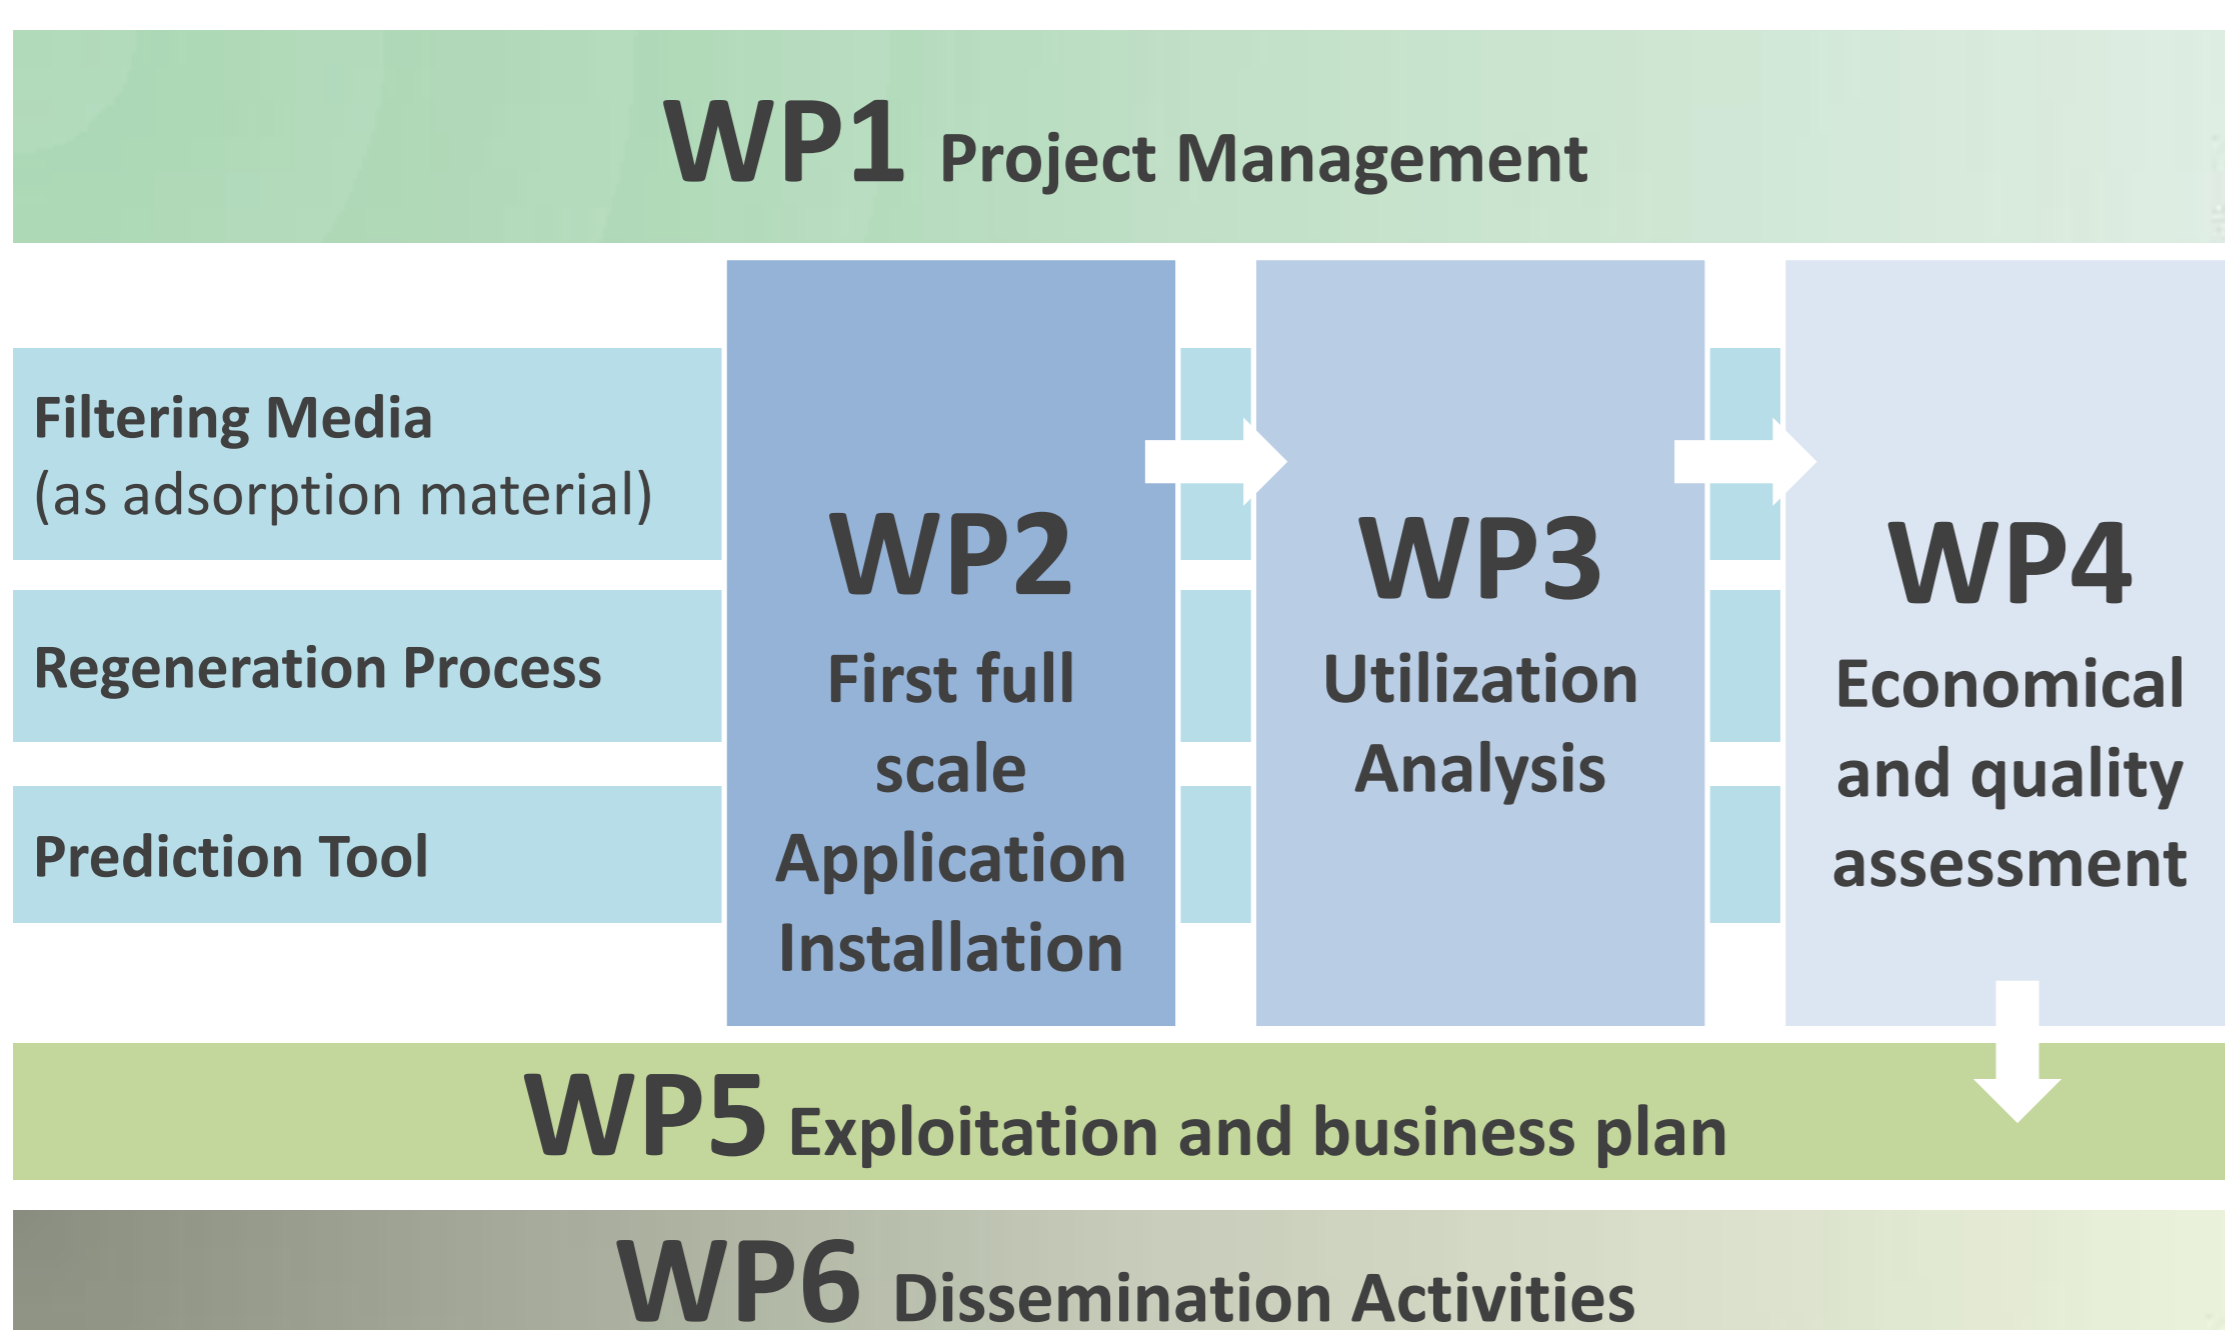 WP1 Project Management
Filtering Media
(as adsorption material)
Regeneration Process
Prediction Tool
WP2
First full
scale
Application
Installation
WP3
Utilization
Analysis
WP4
Economical
and quality
assessment
WP5 Exploitation and business plan
WP6 Dissemination Activities